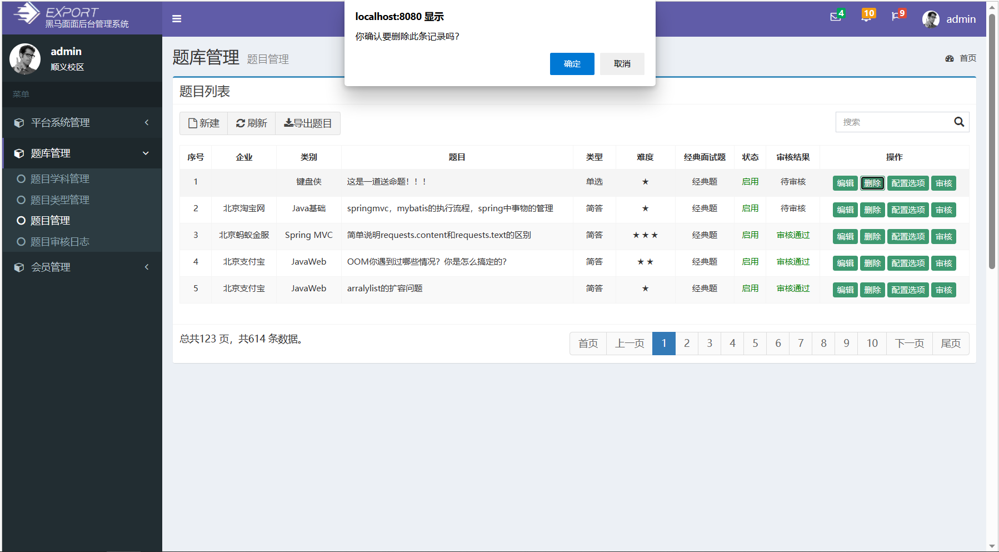 EXPORT
黑马面面后台管理系统
localhost:8080 显示
你确认要删除此条记录吗？
确定 取消
4 10 9 admin
admin
顺义校区
菜单
平台系统管理
题库管理
题目学科管理
题目类型管理
题目管理
题目审核日志
会员管理
题库管理 题目管理
首页
题目列表
新建 刷新 导出题目
搜索
序号 企业 类别 题目 类型 难度 经典面试题 状态 审核结果 操作
1 键盘侠 这是一道送命题！！！ 单选 ★ 经典题 启用 待审核 编辑 删除 配置选项 审核
2 北京淘宝网 Java基础 springmvc，mybatis的执行流程，spring中事物的管理 简答 ★ 经典题 启用 待审核 编辑 删除 配置选项 审核
3 北京蚂蚁金服 Spring MVC 简单说明requests.content和requests.text的区别 简答 ★★★ 经典题 启用 审核通过 编辑 删除 配置选项 审核
4 北京支付宝 JavaWeb OOM你遇到过哪些情况？你是怎么搞定的？ 简答 ★★ 经典题 启用 审核通过 编辑 删除 配置选项 审核
5 北京支付宝 JavaWeb arralylist的扩容问题 简答 ★ 经典题 启用 审核通过 编辑 删除 配置选项 审核
总共123 页，共614 条数据。
首页 上一页 1 2 3 4 5 6 7 8 9 10 下一页 尾页